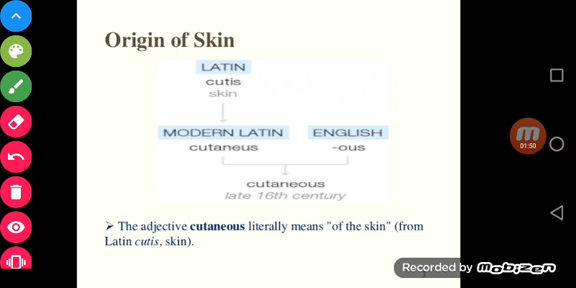 Origin of Skin
LATIN
cutis
skin
MODERN LATIN ENGLISH
cutaneus -ous
cutaneous
late 16th century
➢ The adjective cutaneous literally means "of the skin" (from
Latin cutis, skin).
01:50
Recorded by mobizen